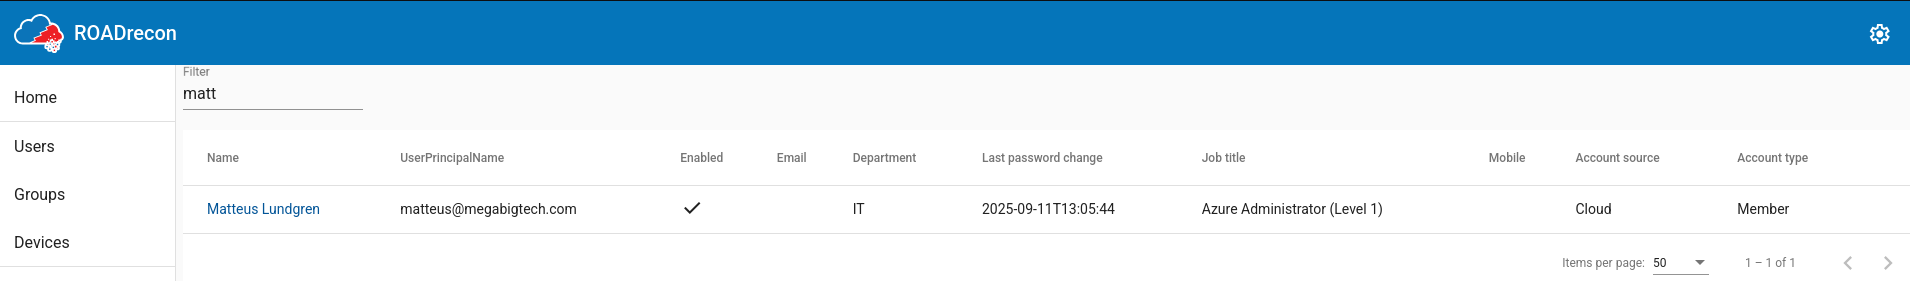 ROADrecon
Home
Users
Groups
Devices
Filter
matt
Name UserPrincipalName Enabled Email Department Last password change Job title Mobile Account source Account type
Matteus Lundgren matteus@megabigtech.com IT 2025-09-11T13:05:44 Azure Administrator (Level 1) Cloud Member
Items per page: 50 1 – 1 of 1